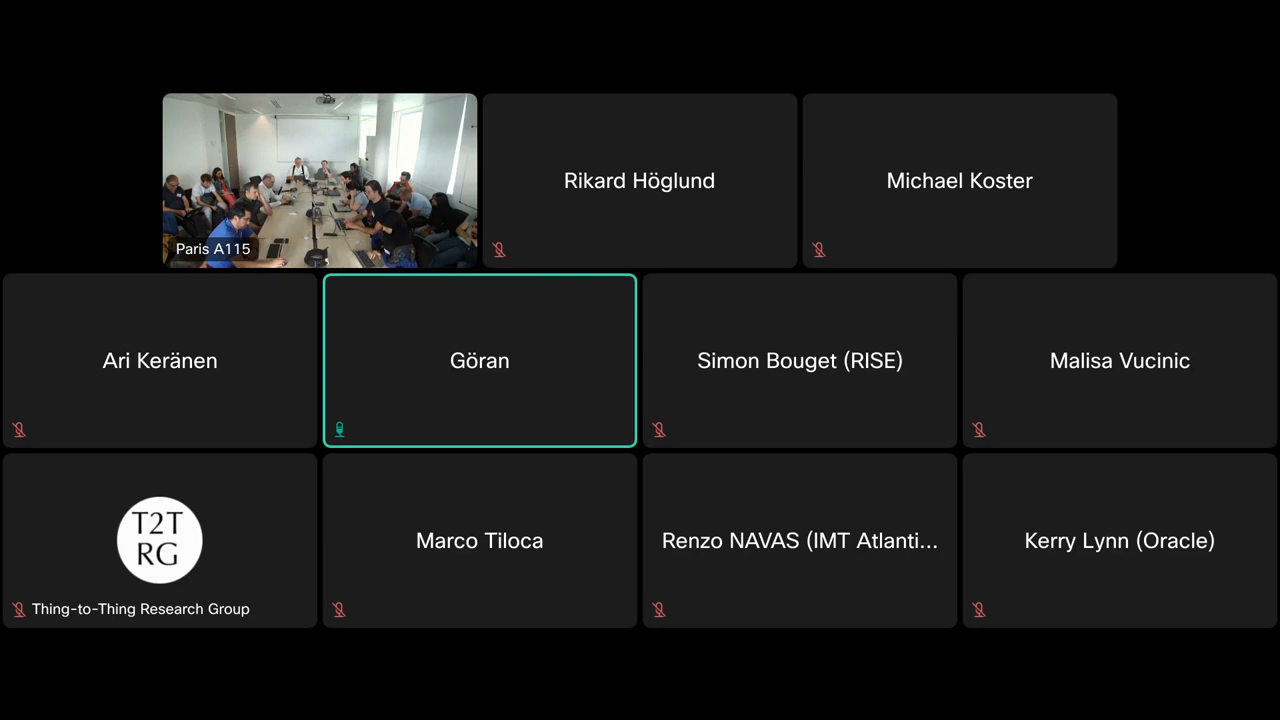 Paris A115
Rikard Höglund
Michael Koster
Ari Keränen
Göran
Simon Bouget (RISE)
Malisa Vucinic
T2T
RG
Thing-to-Thing Research Group
Marco Tiloca
Renzo NAVAS (IMT Atlanti...
Kerry Lynn (Oracle)